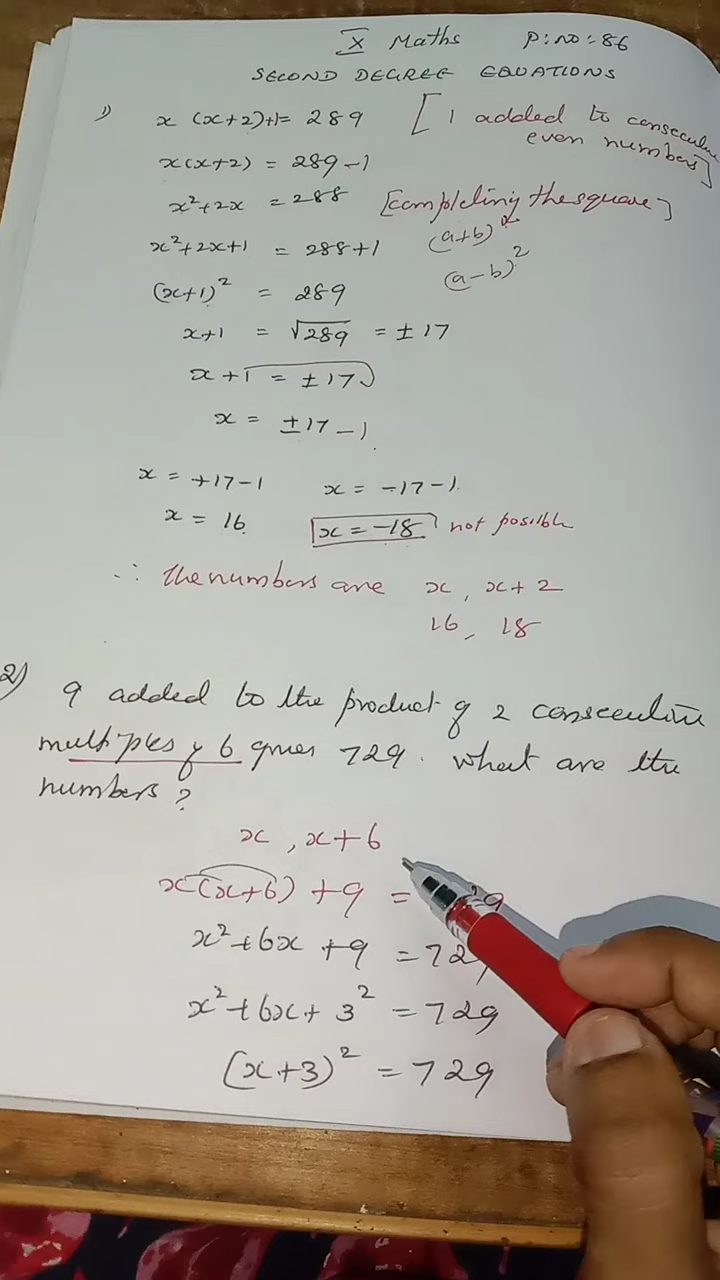 X Maths P:no:86
SECOND DEGREE EQUATIONS
1) x (x+2)+1= 289 [1 added to consecutive
even numbers]
x(x+2) = 289-1
x²+2x = 288 [completing the square]
x²+2x+1 = 288+1 (a+b)²
(x+1)² = 289 (a-b)²
x+1 = √289 = ±17
x+1 = ±17
x = ±17-1
x = +17-1 x = -17-1
x = 16 x = -18 not possible
∴ the numbers are x, x+2
16, 18
2) 9 added to the product of 2 consecutive
multiples of 6 gives 729. what are the
numbers?
x, x+6
x(x+6) +9 = 29
x²+6x +9 = 729
x²+6x+ 3² = 729
(x+3)² = 729